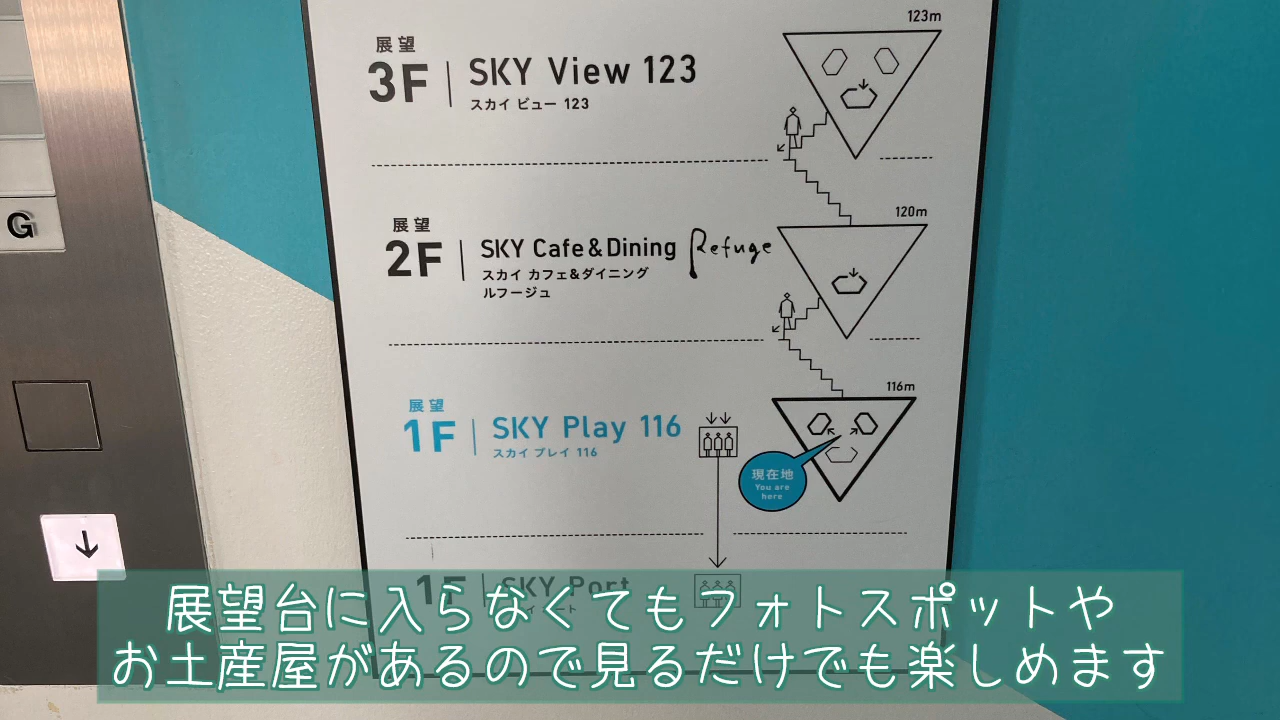 123m
展望
3F
SKY View 123
スカイ ビュー 123
G
120m
展望
2F
SKY Cafe & Dining Refuge
スカイ カフェ&ダイニング
ルフージュ
116m
展望
1F
SKY Play 116
スカイ プレイ 116
現在地
You are
here
1F
SKY Port
展望台に入らなくてもフォトスポットや
お土産屋があるので見るだけでも楽しめます